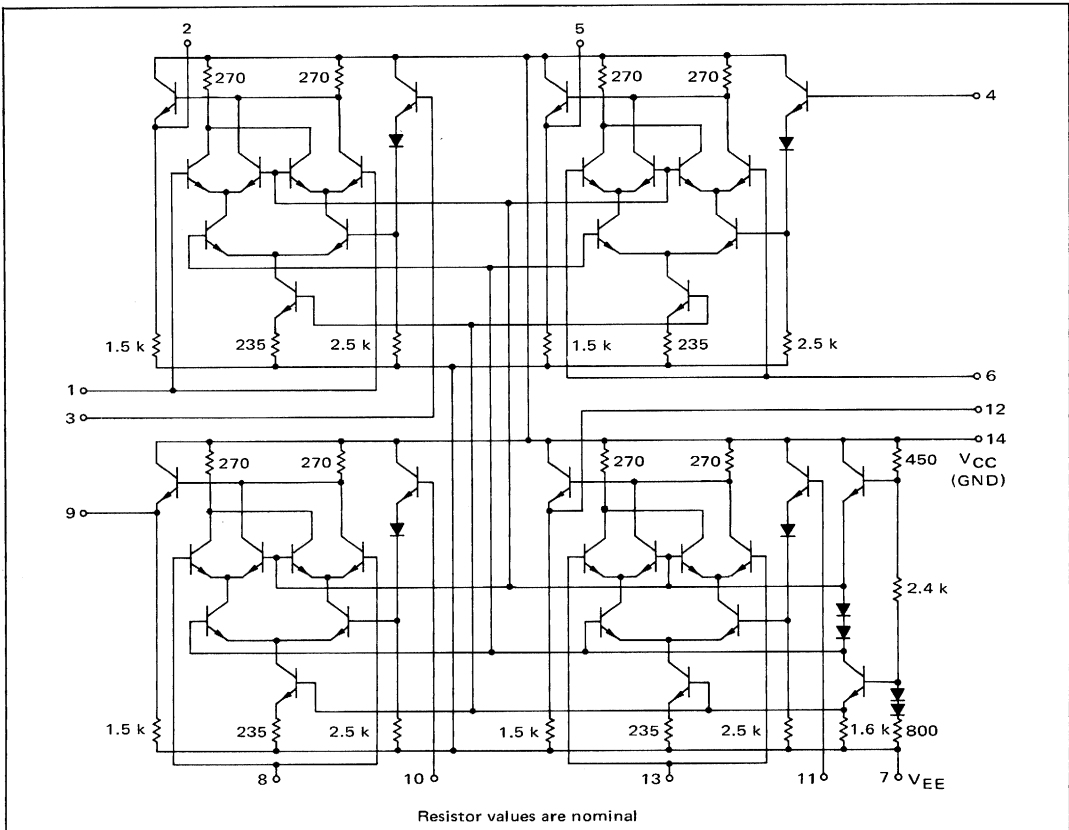 2 5
270 270 270 270
4
1.5 k 235 2.5 k 1.5 k 235 2.5 k
1 6
3 12
14
270 270 270 270 450 VCC
(GND)
9
2.4 k
1.5 k 235 2.5 k 1.5 k 235 2.5 k 1.6 k 800
8 10 13 11 7 VEE
Resistor values are nominal